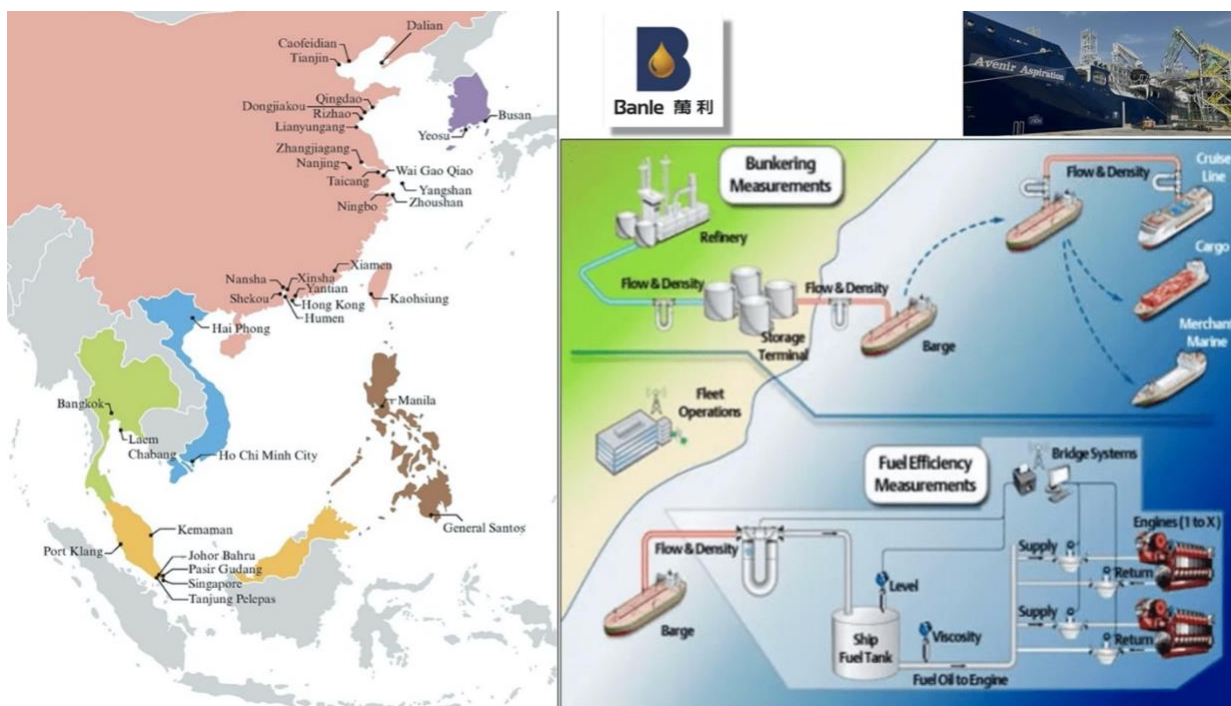 Dalian
Caofeidian
Tianjin
Qingdao
Dongjiakou
Rizhao
Lianyungang
Busan
Yeosu
Zhangjiagang
Nanjing
Wai Gao Qiao
Taicang
Yangshan
Ningbo
Zhoushan
Xiamen
Nansha
Xinsha
Yantian
Shekou
Hong Kong
Humen
Kaohsiung
Hai Phong
Bangkok
Laem
Chabang
Ho Chi Minh City
Manila
General Santos
Kemaman
Port Klang
Johor Bahru
Pasir Gudang
Singapore
Tanjung Pelepas
Banle 萬利
Avenir Aspiration
Bunkering
Measurements
Refinery
Flow & Density
Storage
Terminal
Flow & Density
Barge
Flow & Density
Cruise
Line
Cargo
Merchant
Marine
Fleet
Operations
Fuel Efficiency
Measurements
Bridge Systems
Engines (1 to X)
Flow & Density
Barge
Level
Ship
Fuel Tank
Viscosity
Fuel Oil to Engine
Supply
Return
Supply
Return